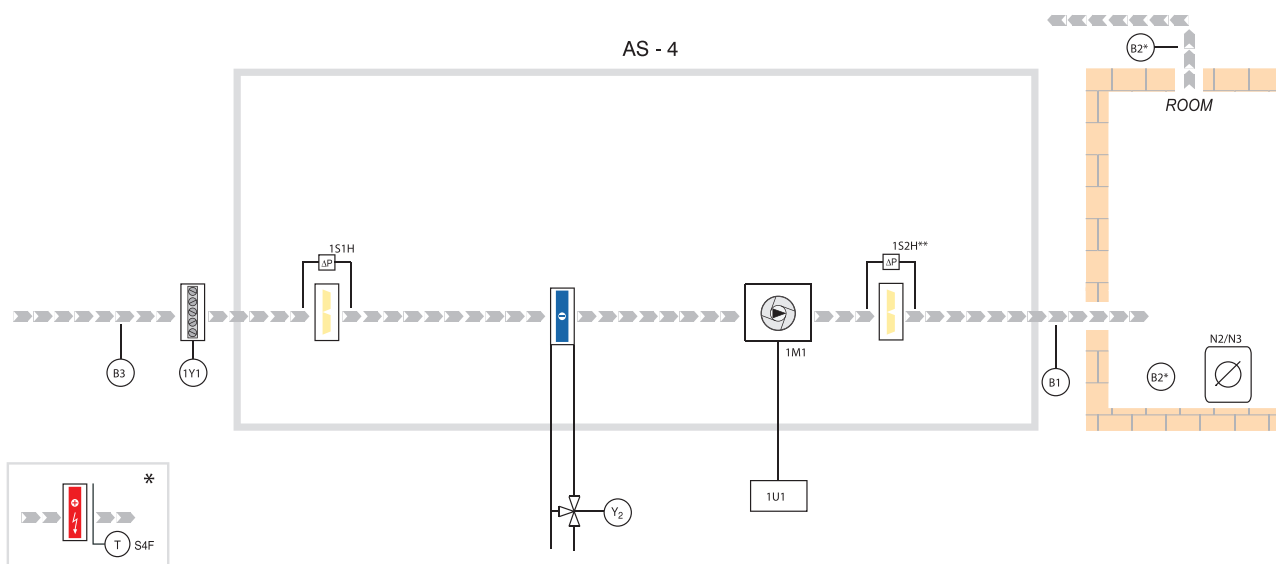 AS - 4
B2*
ROOM
1S1H
ΔP
1S2H**
ΔP
B3
1Y1
1M1
B1
B2*
N2/N3
*
T
S4F
1U1
Y₂